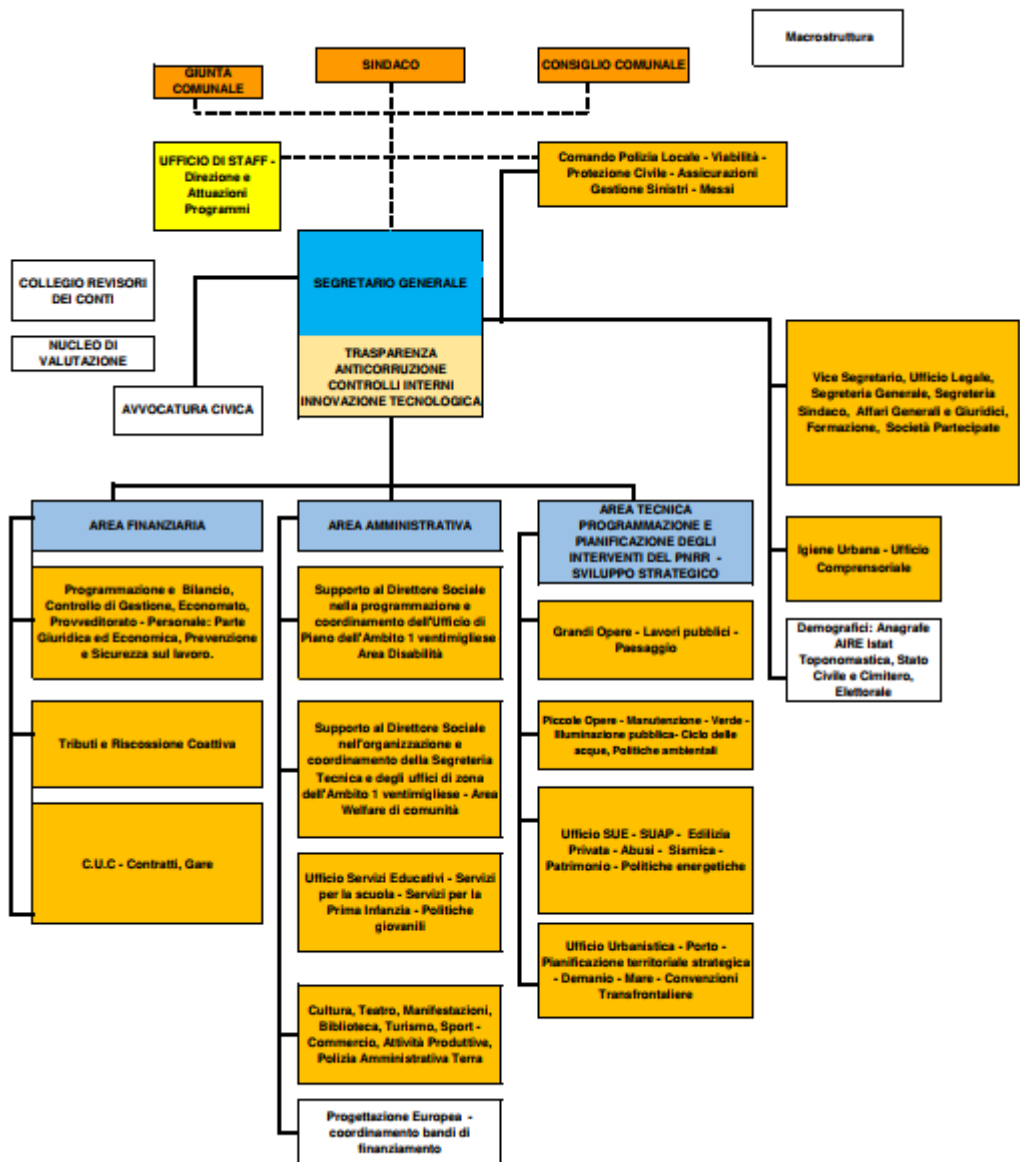 Macrostruttura
GIUNTA
COMUNALE
SINDACO
CONSIGLIO COMUNALE
UFFICIO DI STAFF -
Direzione e
Attuazioni
Programmi
Comando Polizia Locale - Viabilità -
Protezione Civile - Assicurazioni
Gestione Sinistri - Messi
COLLEGIO REVISORI
DEI CONTI
NUCLEO DI
VALUTAZIONE
AVVOCATURA CIVICA
SEGRETARIO GENERALE
TRASPARENZA
ANTICORRUZIONE
CONTROLLI INTERNI
INNOVAZIONE TECNOLOGICA
Vice Segretario, Ufficio Legale,
Segreteria Generale, Segreteria
Sindaco, Affari Generali e Giuridici,
Formazione, Società Partecipate
Igiene Urbana - Ufficio
Comprensoriale
Demografici: Anagrafe
AIRE Istat
Toponomastica, Stato
Civile e Cimitero,
Elettorale
AREA FINANZIARIA
Programmazione e Bilancio,
Controllo di Gestione, Economato,
Provveditorato - Personale: Parte
Giuridica ed Economica, Prevenzione
e Sicurezza sul lavoro.
Tributi e Riscossione Coattiva
C.U.C - Contratti, Gare
AREA AMMINISTRATIVA
Supporto al Direttore Sociale
nella programmazione e
coordinamento dell'Ufficio di
Piano dell'Ambito 1 ventimigliese
Area Disabilità
Supporto al Direttore Sociale
nell'organizzazione e
coordinamento della Segreteria
Tecnica e degli uffici di zona
dell'Ambito 1 ventimigliese - Area
Welfare di comunità
Ufficio Servizi Educativi - Servizi
per la scuola - Servizi per la
Prima Infanzia - Politiche
giovanili
Cultura, Teatro, Manifestazioni,
Biblioteca, Turismo, Sport -
Commercio, Attività Produttive,
Polizia Amministrativa Terra
Progettazione Europea -
coordinamento bandi di
finanziamento
AREA TECNICA
PROGRAMMAZIONE E
PIANIFICAZIONE DEGLI
INTERVENTI DEL PNRR -
SVILUPPO STRATEGICO
Grandi Opere - Lavori pubblici -
Paesaggio
Piccole Opere - Manutenzione - Verde -
Illuminazione pubblica- Ciclo delle
acque, Politiche ambientali
Ufficio SUE - SUAP - Edilizia
Privata - Abusi - Sismica -
Patrimonio - Politiche energetiche
Ufficio Urbanistica - Porto -
Pianificazione territoriale strategica
- Demanio - Mare - Convenzioni
Transfrontaliere